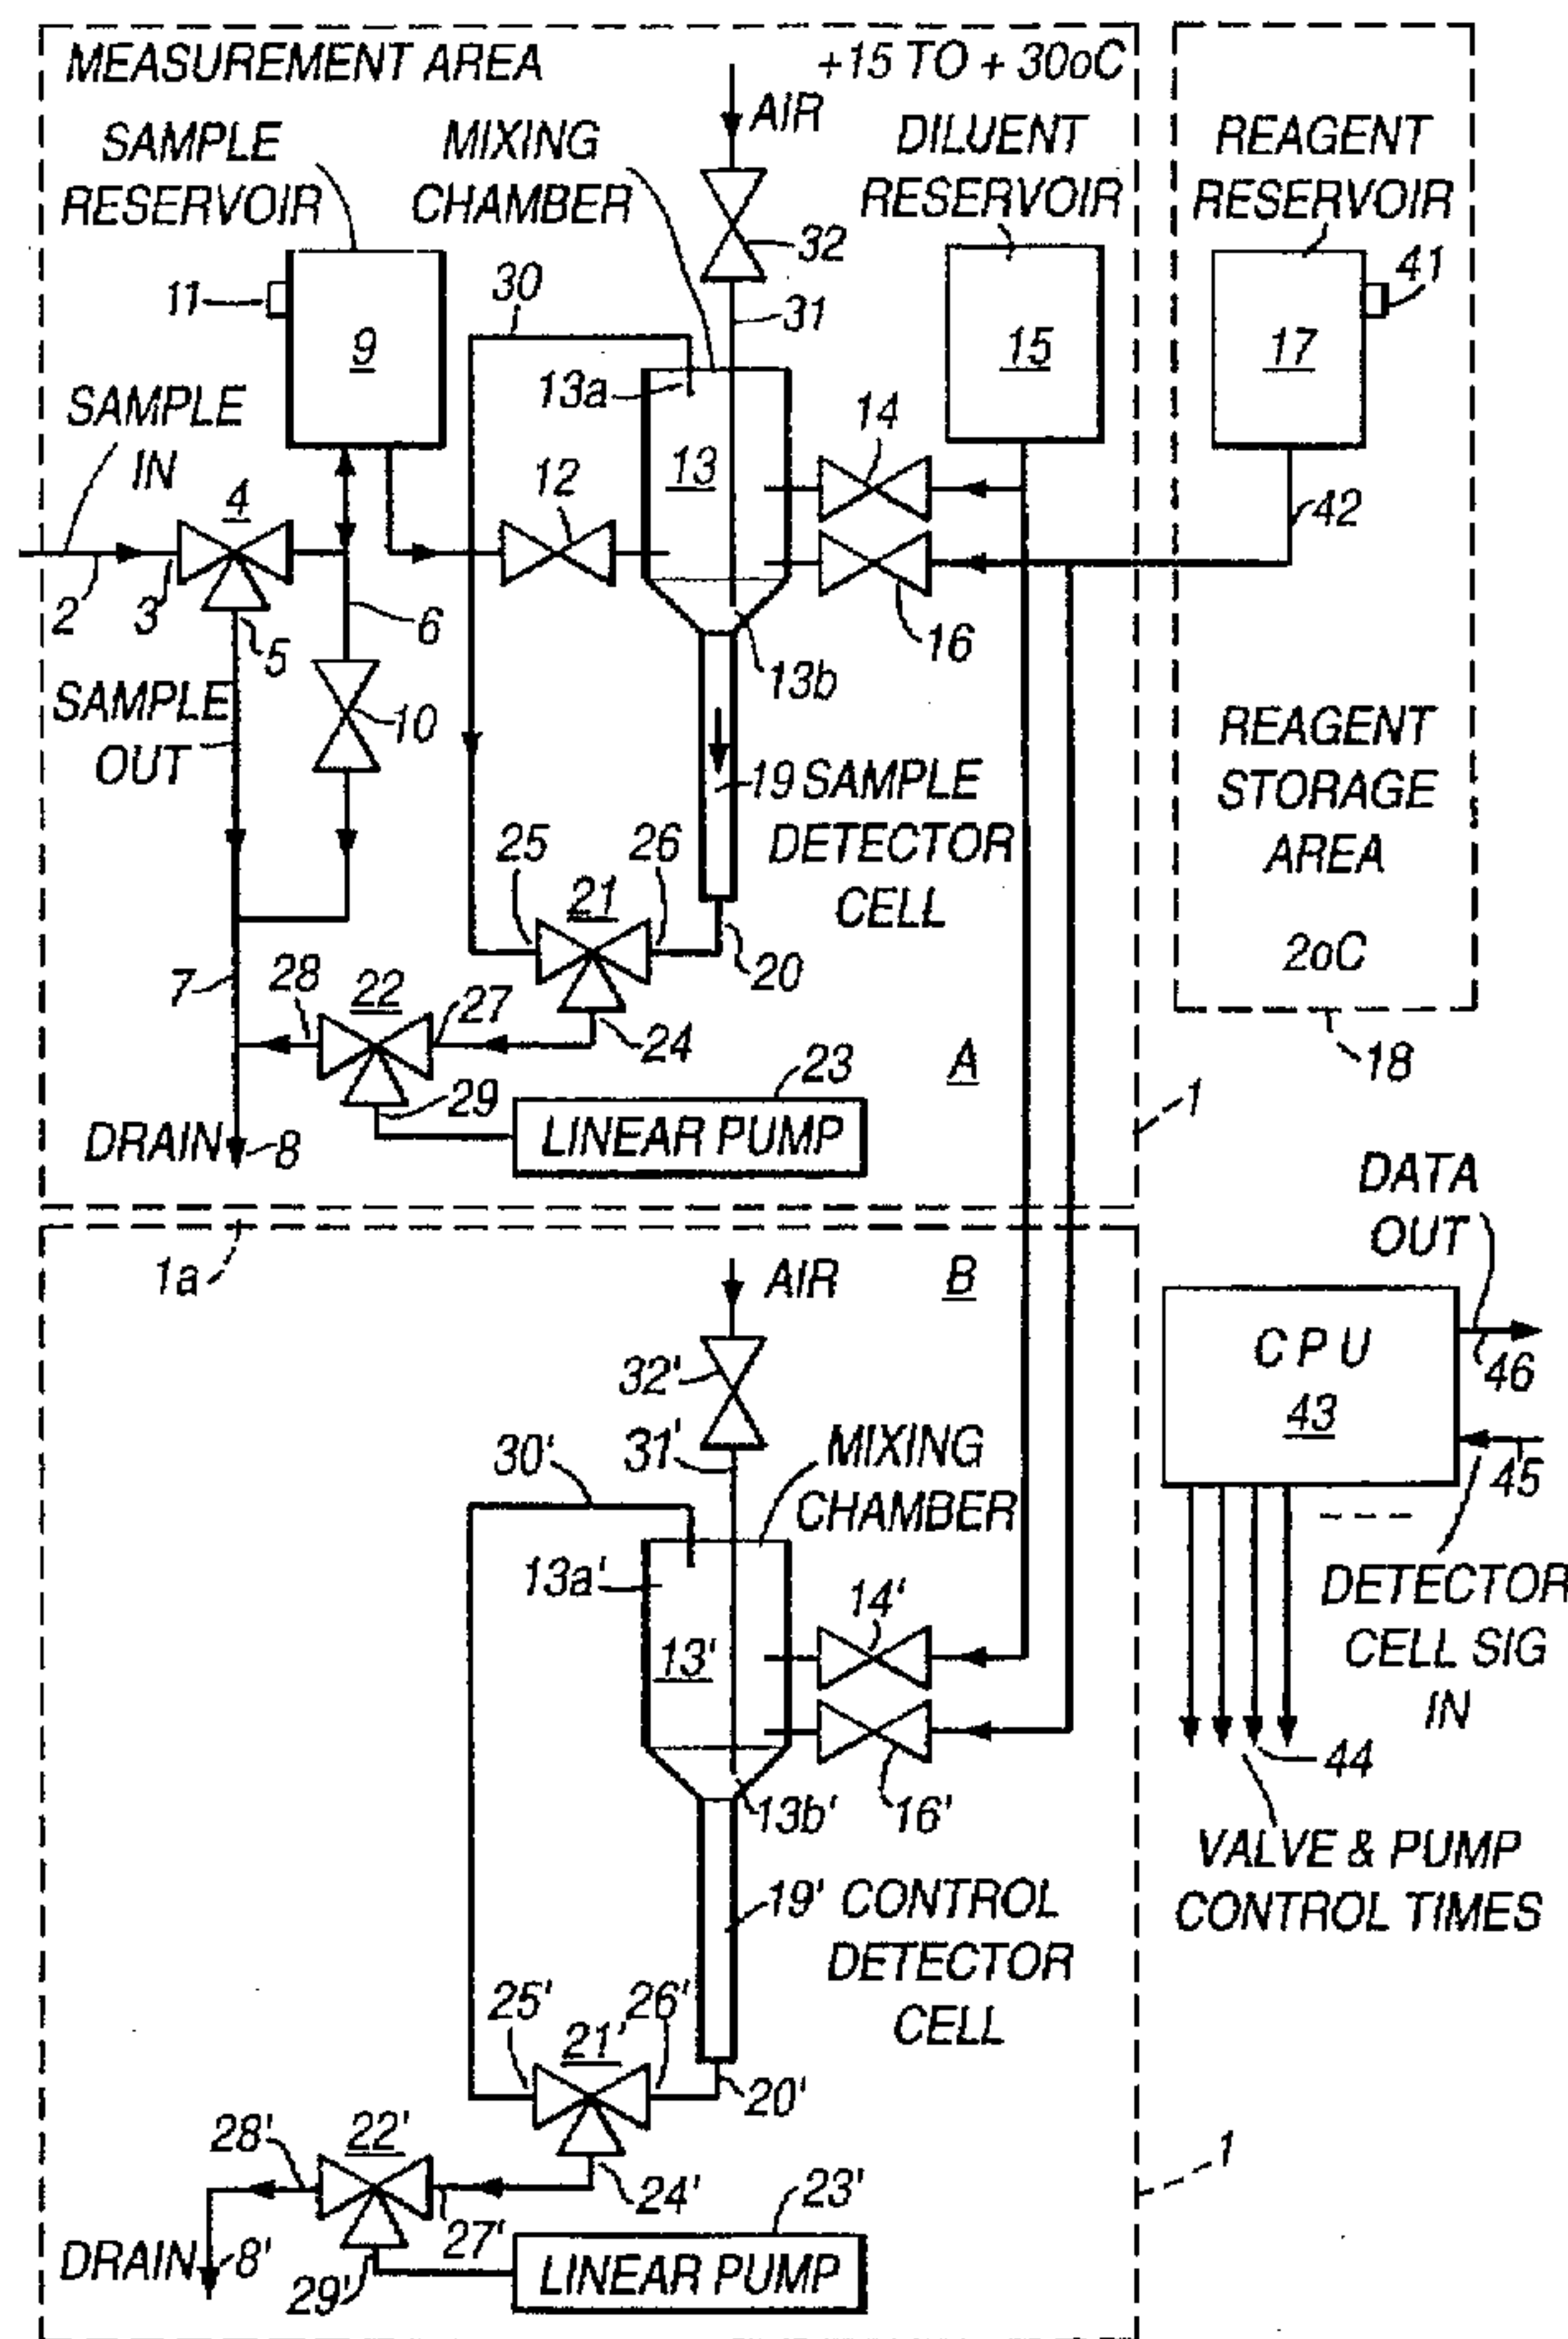 MEASUREMENT AREA
+15 TO + 30oC
AIR
SAMPLE
RESERVOIR
MIXING
CHAMBER
DILUENT
RESERVOIR
REAGENT
RESERVOIR
32
41
11
9
30
31
15
17
13a
SAMPLE
IN
14
4
12
13
42
2
3
6
5
16
13b
SAMPLE
OUT
10
REAGENT
STORAGE
AREA
2oC
19 SAMPLE
DETECTOR
CELL
25
26
21
20
7
28
22
27
24
18
A
23
29
LINEAR PUMP
1
DRAIN
8
DATA
OUT
1a
AIR
B
CPU
43
46
45
32'
31'
30'
MIXING
CHAMBER
13a'
14'
13'
DETECTOR
CELL SIG
IN
44
13b'
16'
VALVE & PUMP
CONTROL TIMES
19' CONTROL
DETECTOR
CELL
25'
26'
21'
20'
28'
22'
24'
1
27'
23'
DRAIN
8'
29'
LINEAR PUMP